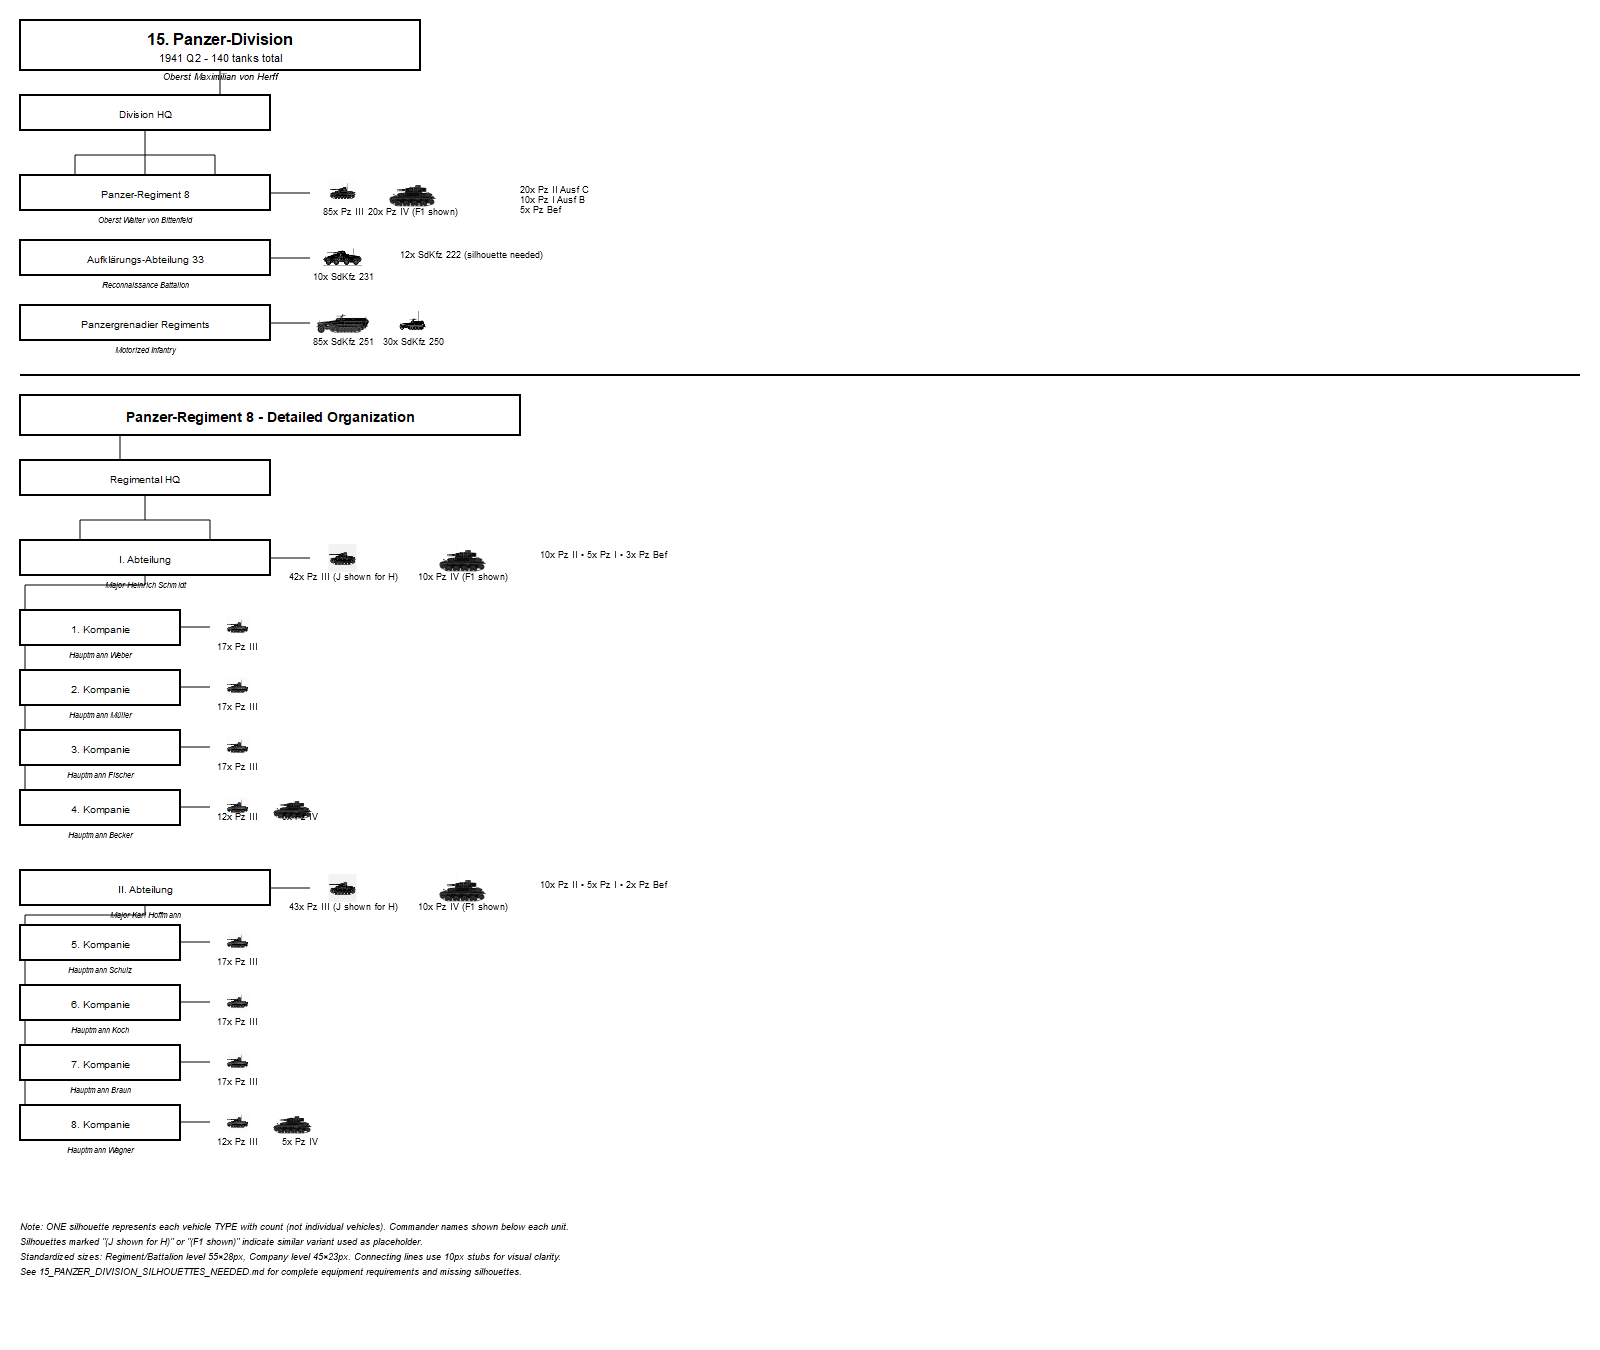 15. Panzer-Division
1941 Q2 - 140 tanks total
Oberst Maximilian von Herff
Division HQ
Panzer-Regiment 8
Oberst Walter von Bittenfeld
85x Pz III 20x Pz IV (F1 shown)
20x Pz II Ausf C
10x Pz I Ausf B
5x Pz Bef
Aufklärungs-Abteilung 33
Reconnaissance Battalion
10x SdKfz 231
12x SdKfz 222 (silhouette needed)
Panzergrenadier Regiments
Motorized Infantry
85x SdKfz 251 30x SdKfz 250
Panzer-Regiment 8 - Detailed Organization
Regimental HQ
I. Abteilung
Major Heinrich Schmidt
42x Pz III (J shown for H) 10x Pz IV (F1 shown)
10x Pz II • 5x Pz I • 3x Pz Bef
1. Kompanie
Hauptmann Weber
17x Pz III
2. Kompanie
Hauptmann Müller
17x Pz III
3. Kompanie
Hauptmann Fischer
17x Pz III
4. Kompanie
Hauptmann Becker
12x Pz III 5x Pz IV
II. Abteilung
Major Karl Hoffmann
43x Pz III (J shown for H) 10x Pz IV (F1 shown)
10x Pz II • 5x Pz I • 2x Pz Bef
5. Kompanie
Hauptmann Schulz
17x Pz III
6. Kompanie
Hauptmann Koch
17x Pz III
7. Kompanie
Hauptmann Braun
17x Pz III
8. Kompanie
Hauptmann Wagner
12x Pz III 5x Pz IV
Note: ONE silhouette represents each vehicle TYPE with count (not individual vehicles). Commander names shown below each unit.
Silhouettes marked "(J shown for H)" or "(F1 shown)" indicate similar variant used as placeholder.
Standardized sizes: Regiment/Battalion level 55×28px, Company level 45×23px. Connecting lines use 10px stubs for visual clarity.
See 15_PANZER_DIVISION_SILHOUETTES_NEEDED.md for complete equipment requirements and missing silhouettes.